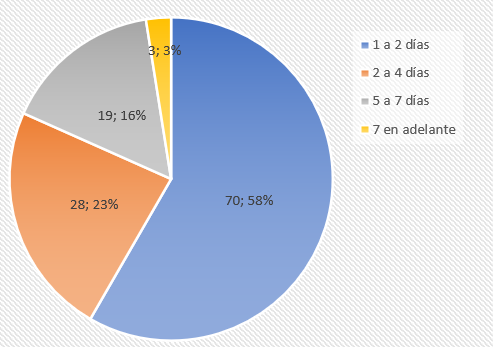 3; 3%
19; 16%
28; 23%
70; 58%
1 a 2 días
2 a 4 días
5 a 7 días
7 en adelante